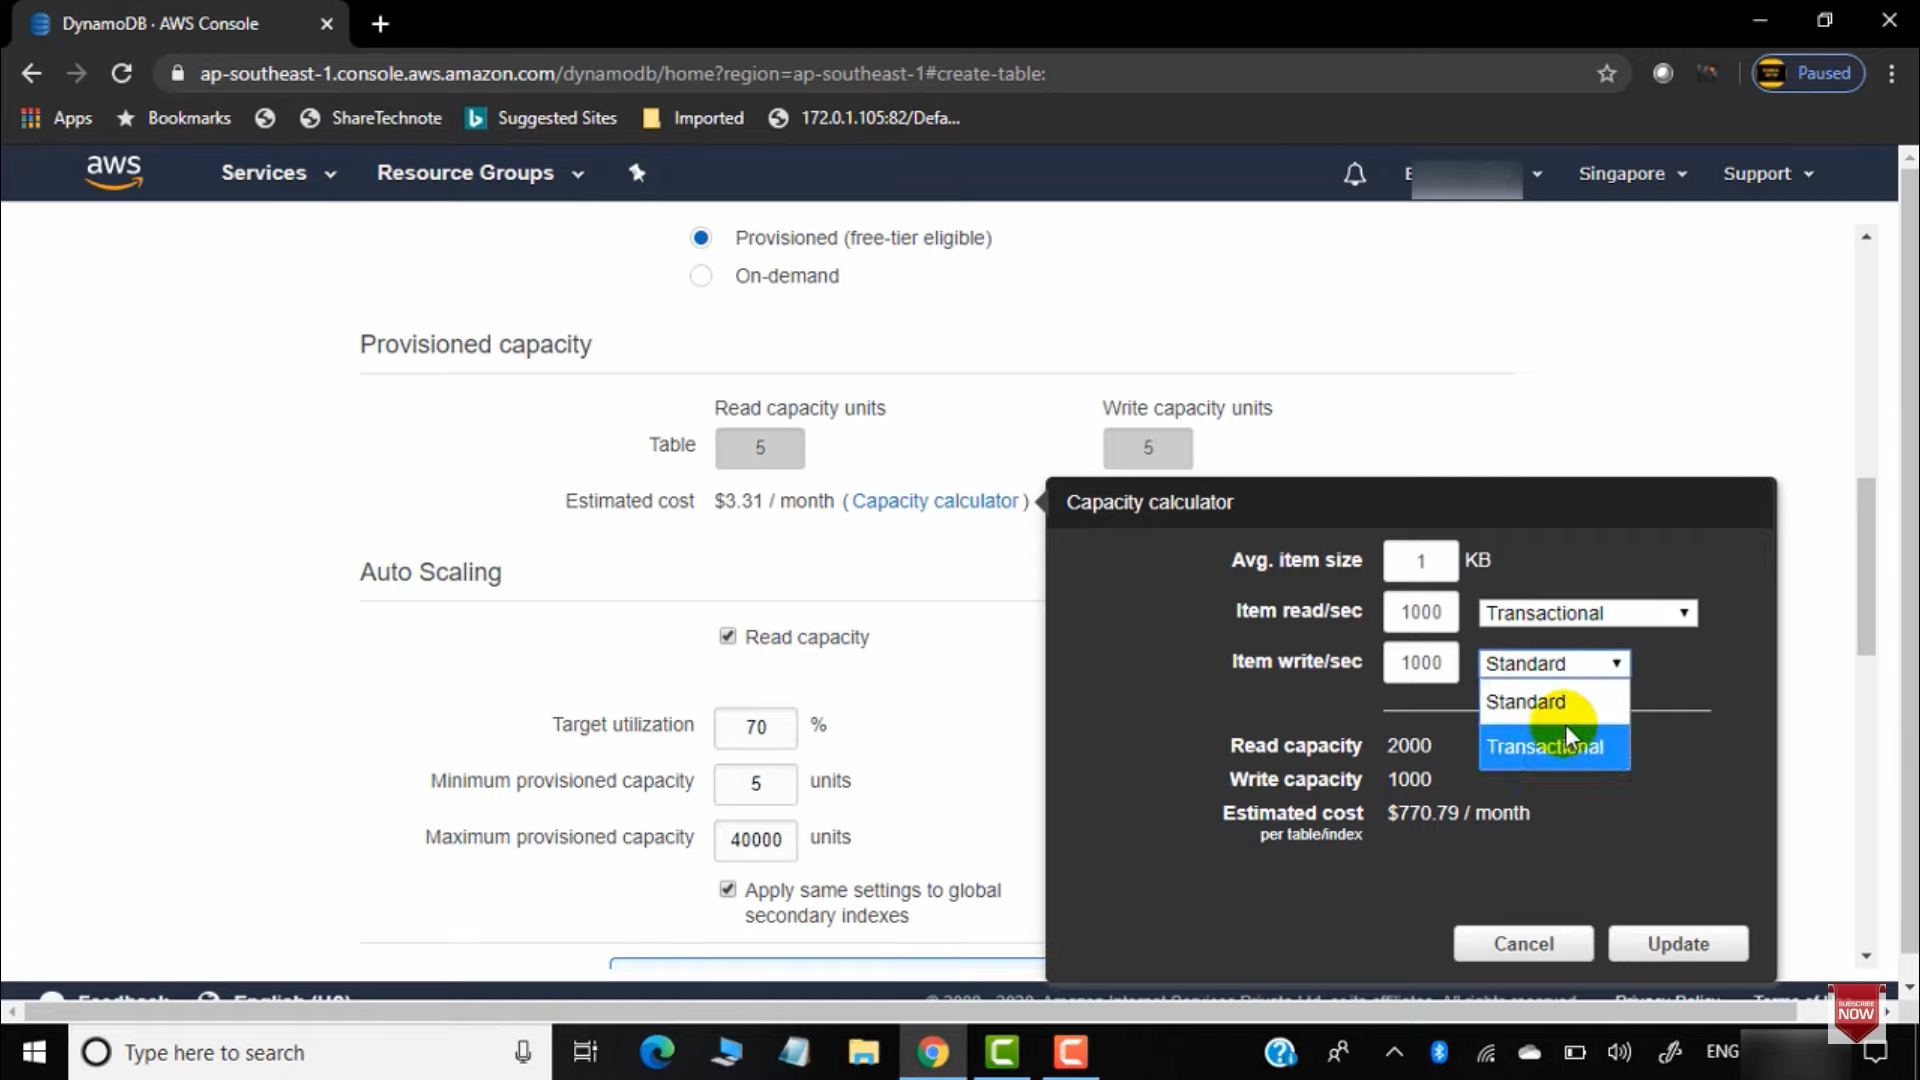 DynamoDB · AWS Console
ap-southeast-1.console.aws.amazon.com/dynamodb/home?region=ap-southeast-1#create-table:
Paused
Apps
Bookmarks
ShareTechnote
Suggested Sites
Imported
172.0.1.105:82/Defa...
aws
Services
Resource Groups
Singapore
Support
Provisioned (free-tier eligible)
On-demand
Provisioned capacity
Read capacity units
Write capacity units
Table
5
5
Estimated cost
$3.31 / month ( Capacity calculator )
Auto Scaling
Read capacity
Target utilization
70
%
Minimum provisioned capacity
5
units
Maximum provisioned capacity
40000
units
Apply same settings to global
secondary indexes
Capacity calculator
Avg. item size
1
KB
Item read/sec
1000
Transactional
Item write/sec
1000
Standard
Standard
Transactional
Read capacity
2000
Write capacity
1000
Estimated cost
$770.79 / month
per table/index
Cancel
Update
Feedback
English (US)
SUBSCRIBE
NOW
Type here to search
ENG